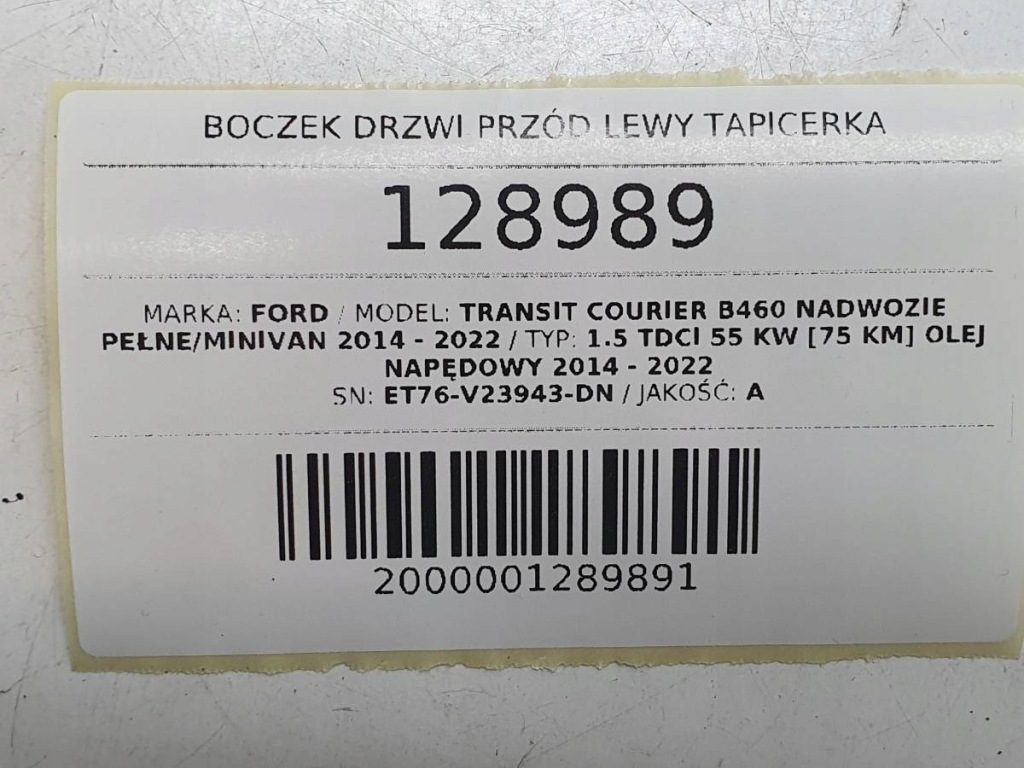 BOCZEK DRZWI PRZÓD LEWY TAPICERKA
128989
MARKA: FORD / MODEL: TRANSIT COURIER B460 NADWOZIE
PEŁNE/MINIVAN 2014 - 2022 / TYP: 1.5 TDCI 55 KW [75 KM] OLEJ
NAPĘDOWY 2014 - 2022
SN: ET76-V23943-DN / JAKOŚĆ: A
2000001289891